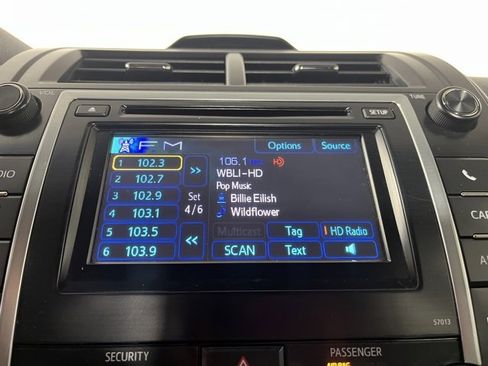 VOL
TUNE
SETUP
FM
Options
Source
1 102.3
2 102.7
3 102.9
4 103.1
5 103.5
6 103.9
>>
Set
4/6
<<
106.1
WBLI-HD
Pop Music
Billie Eilish
Wildflower
Multicast
Tag
HD Radio
SCAN
Text
57013
SECURITY
PASSENGER